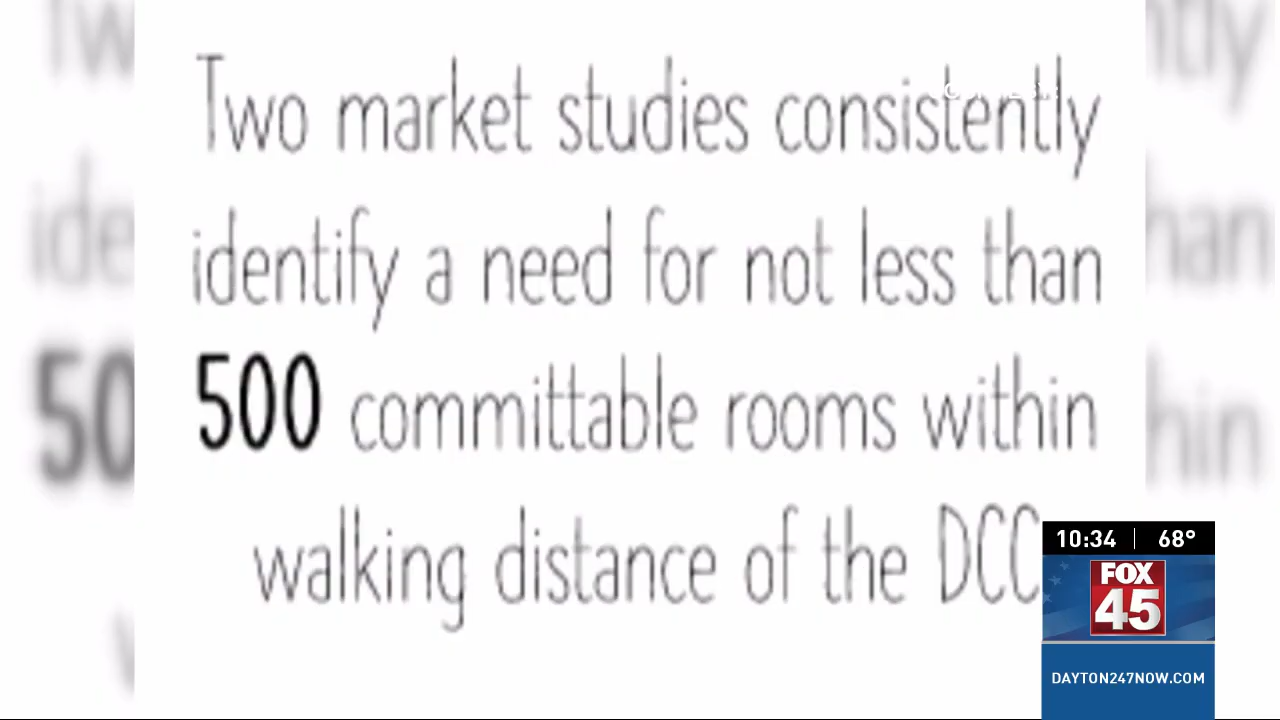 Two market studies consistently
identify a need for not less than
500 committable rooms within
walking distance of the DCC
10:34 68°
FOX
45
DAYTON247NOW.COM